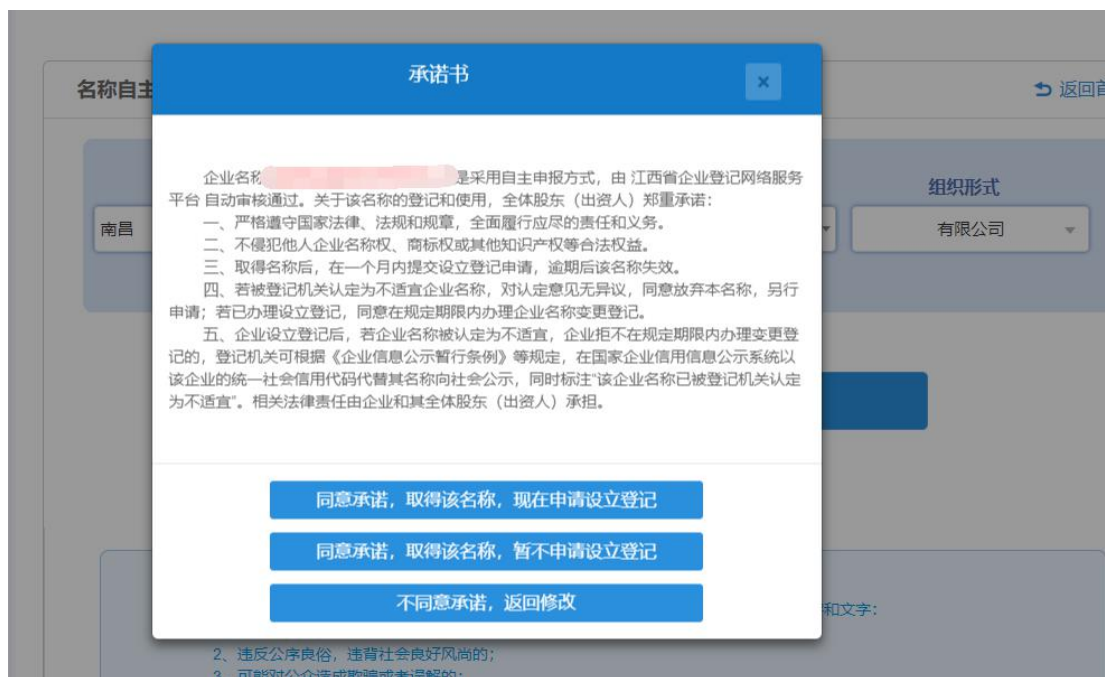 承诺书
×
名称自主
返回首
企业名称 是采用自主申报方式，由 江西省企业登记网络服务
平台 自动审核通过。关于该名称的登记和使用，全体股东（出资人）郑重承诺：
一、严格遵守国家法律、法规和规章，全面履行应尽的责任和义务。
二、不侵犯他人企业名称权、商标权或其他知识产权等合法权益。
三、取得名称后，在一个月内提交设立登记申请，逾期后该名称失效。
四、若被登记机关认定为不适宜企业名称，对认定意见无异议，同意放弃本名称，另行
申请；若已办理设立登记，同意在规定期限内办理企业名称变更登记。
五、企业设立登记后，若企业名称被认定为不适宜，企业拒不在规定期限内办理变更登
记的，登记机关可根据《企业信息公示暂行条例》等规定，在国家企业信用信息公示系统以
该企业的统一社会信用代码代替其名称向社会公示，同时标注“该企业名称已被登记机关认定
为不适宜”。相关法律责任由企业和其全体股东（出资人）承担。
组织形式
南昌
有限公司
同意承诺，取得该名称，现在申请设立登记
同意承诺，取得该名称，暂不申请设立登记
不同意承诺，返回修改
和文字：
2、违反公序良俗，违背社会良好风尚的；
3、可能对公众造成欺骗或者误解的；